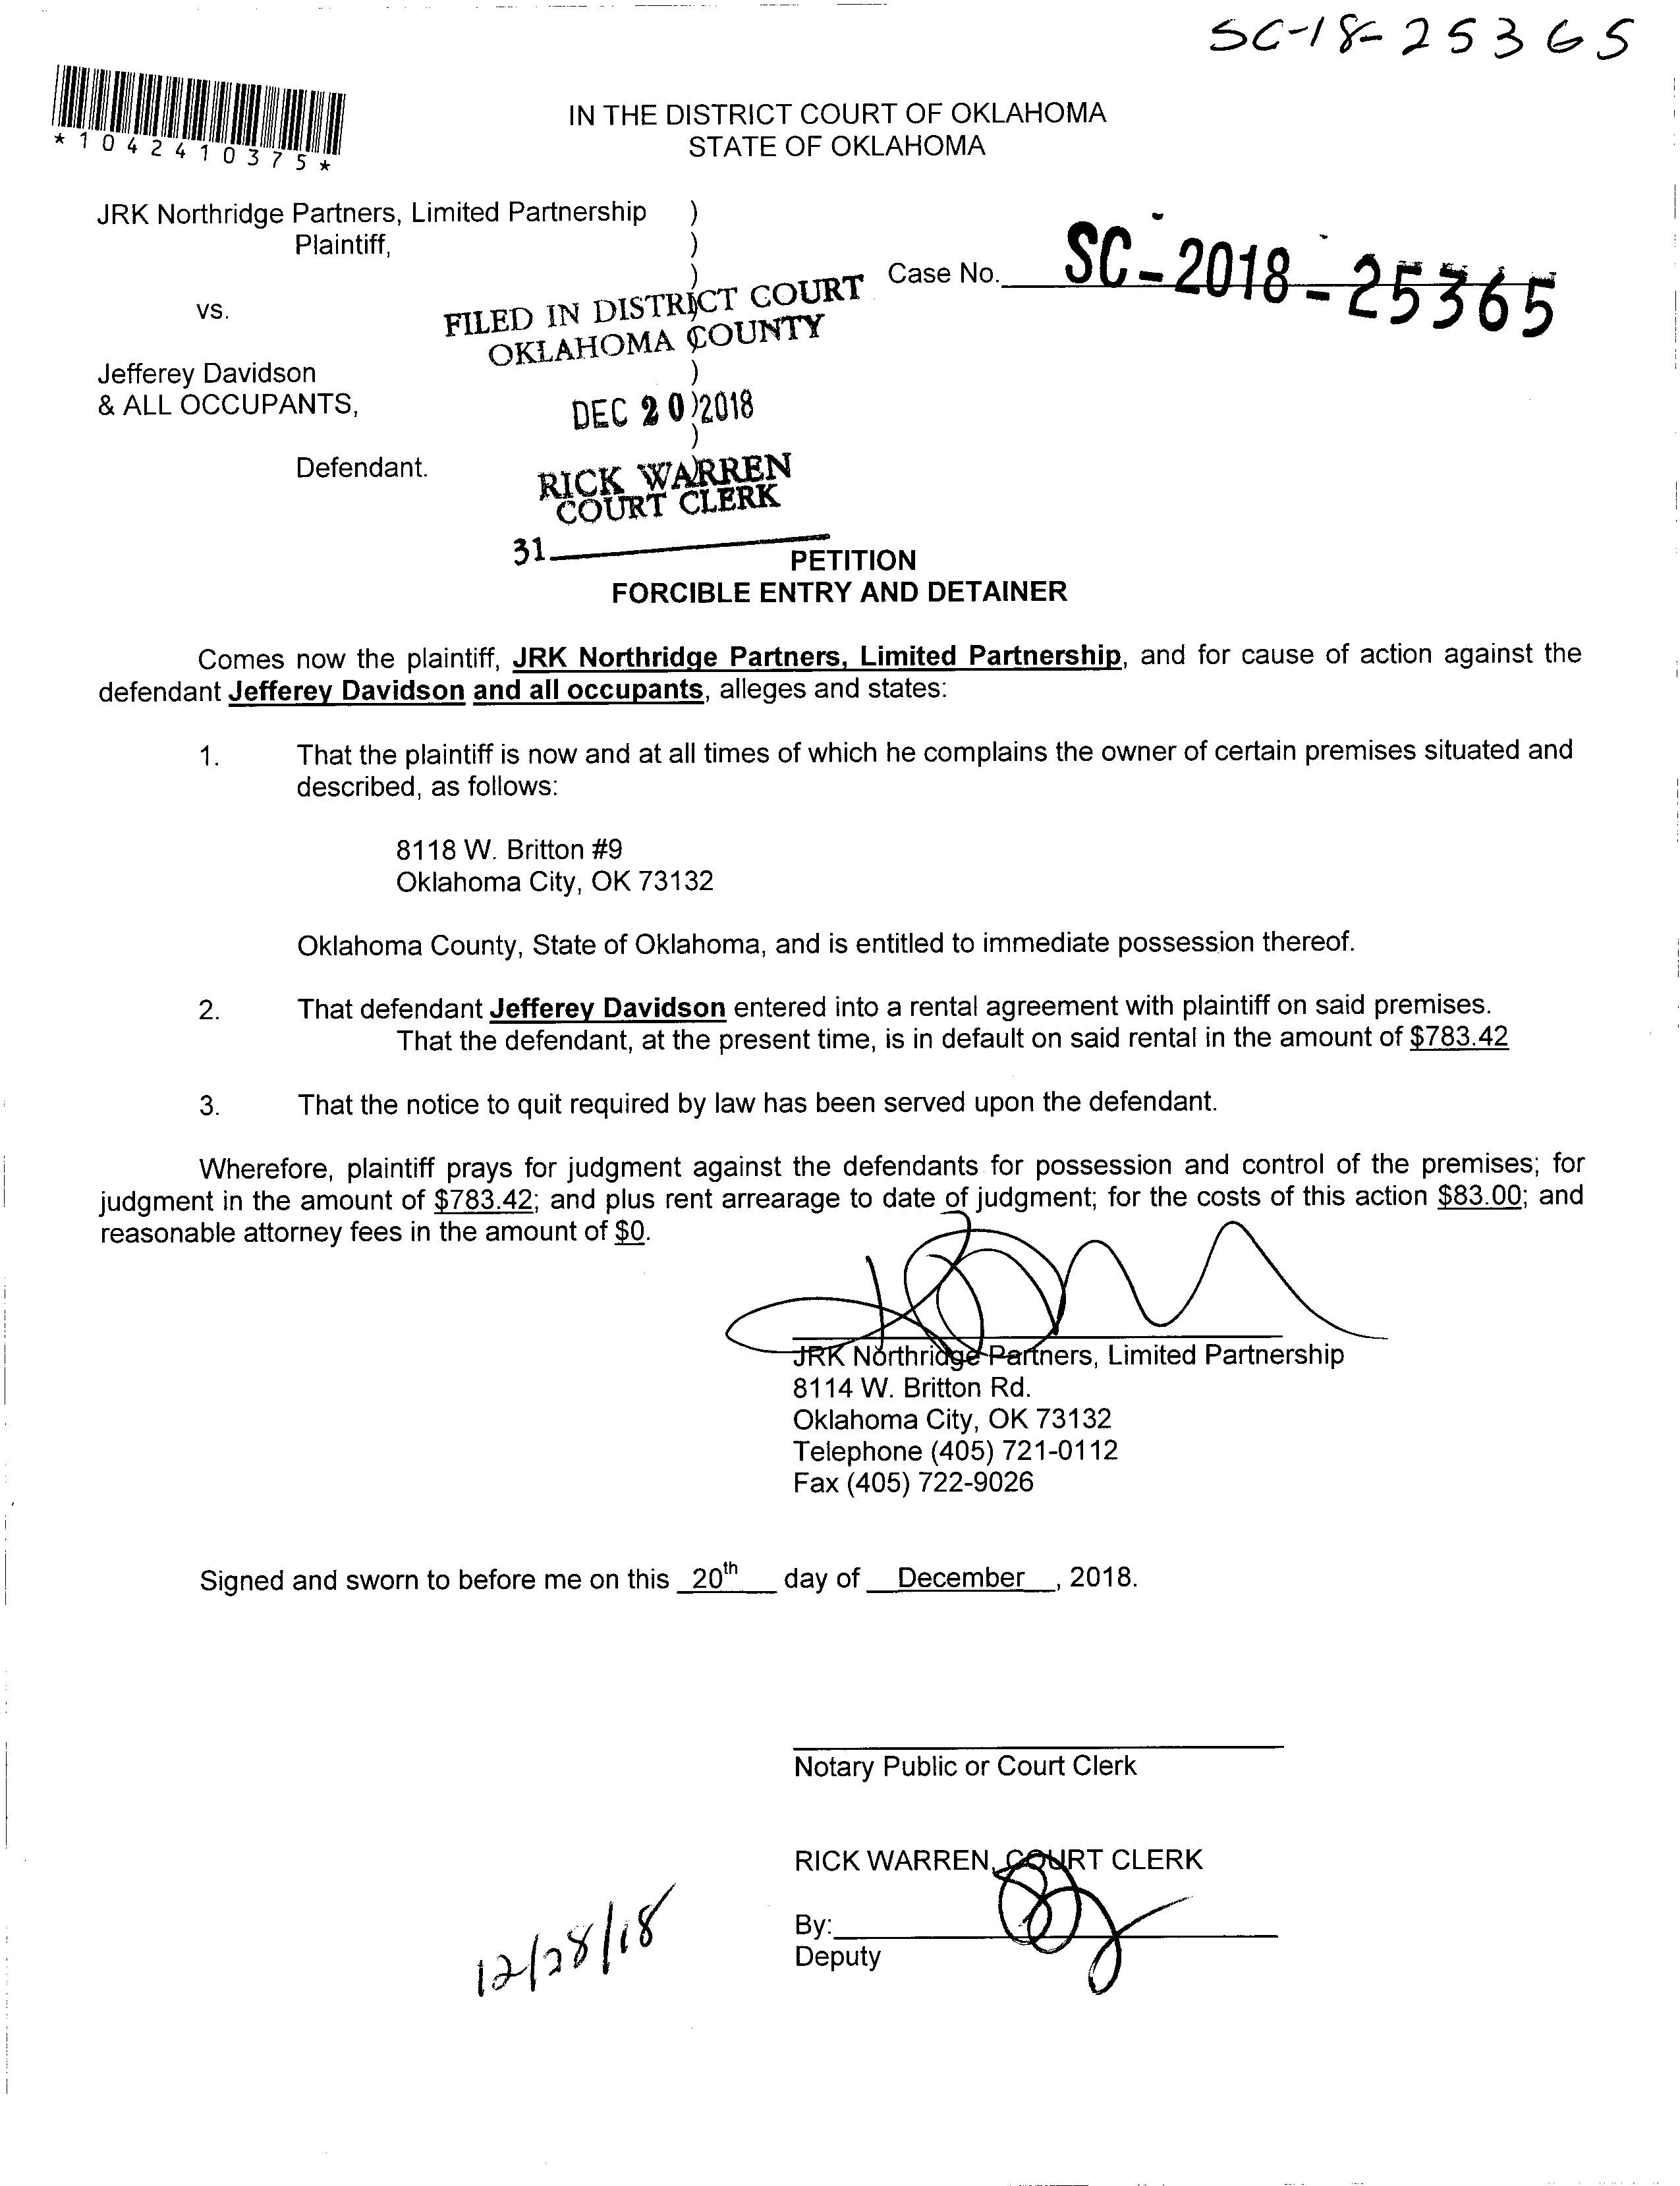 SC-18-25365
*1042410375*
IN THE DISTRICT COURT OF OKLAHOMA
STATE OF OKLAHOMA
JRK Northridge Partners, Limited Partnership )
Plaintiff, )
)
Case No. SC-2018-25365
vs.
FILED IN DISTRICT COURT
OKLAHOMA COUNTY
Jefferey Davidson )
& ALL OCCUPANTS,
DEC 20 2018
)
)
Defendant.
RICK WARREN
COURT CLERK
31
PETITION
FORCIBLE ENTRY AND DETAINER
Comes now the plaintiff, JRK Northridge Partners, Limited Partnership, and for cause of action against the
defendant Jefferey Davidson and all occupants, alleges and states:
1. That the plaintiff is now and at all times of which he complains the owner of certain premises situated and
described, as follows:
8118 W. Britton #9
Oklahoma City, OK 73132
Oklahoma County, State of Oklahoma, and is entitled to immediate possession thereof.
2. That defendant Jefferey Davidson entered into a rental agreement with plaintiff on said premises.
That the defendant, at the present time, is in default on said rental in the amount of $783.42
3. That the notice to quit required by law has been served upon the defendant.
Wherefore, plaintiff prays for judgment against the defendants for possession and control of the premises; for
judgment in the amount of $783.42; and plus rent arrearage to date of judgment; for the costs of this action $83.00; and
reasonable attorney fees in the amount of $0.
JRK Northridge Partners, Limited Partnership
8114 W. Britton Rd.
Oklahoma City, OK 73132
Telephone (405) 721-0112
Fax (405) 722-9026
Signed and sworn to before me on this 20th day of December, 2018.
Notary Public or Court Clerk
RICK WARREN, COURT CLERK
By:
Deputy
12/28/18